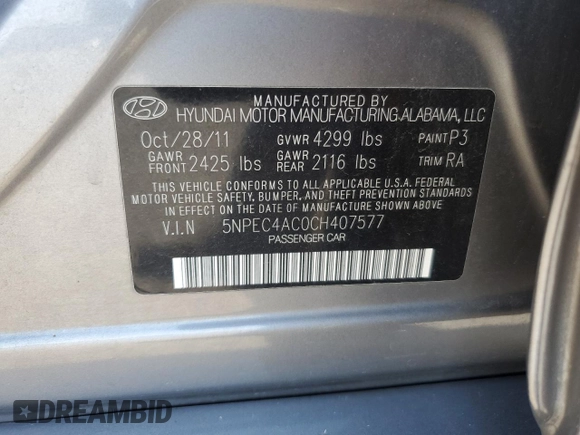 MANUFACTURED BY
HYUNDAI MOTOR MANUFACTURING ALABAMA, LLC
Oct/28/11 GVWR 4299 lbs PAINT P3
GAWR FRONT 2425 lbs GAWR REAR 2116 lbs TRIM RA
THIS VEHICLE CONFORMS TO ALL APPLICABLE U.S.A. FEDERAL
MOTOR VEHICLE SAFETY, BUMPER, AND THEFT PREVENTION STANDARDS
IN EFFECT ON THE DATE OF MANUFACTURE SHOWN ABOVE.
V.I.N 5NPEC4AC0CH407577
PASSENGER CAR
DREAMBID